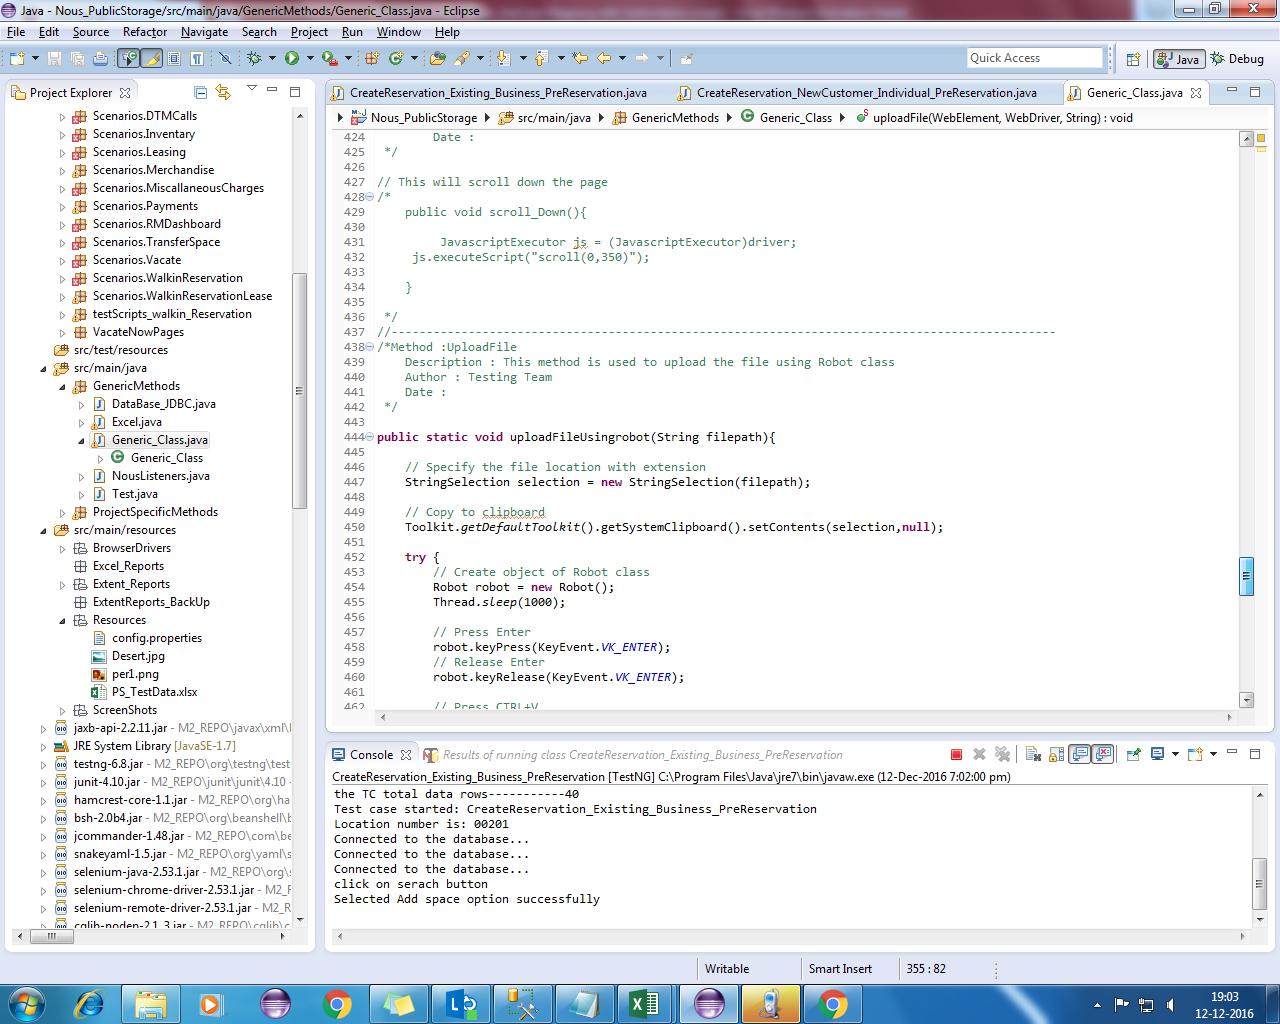 Java - Nous_PublicStorage/src/main/java/GenericMethods/Generic_Class.java - Eclipse
File Edit Source Refactor Navigate Search Project Run Window Help
Quick Access Java Debug
Project Explorer
Scenarios.DTMCalls
Scenarios.Inventory
Scenarios.Leasing
Scenarios.Merchandise
Scenarios.MiscallaneousCharges
Scenarios.Payments
Scenarios.RMDashboard
Scenarios.TransferSpace
Scenarios.Vacate
Scenarios.WalkinReservation
Scenarios.WalkinReservationLease
testScripts_walkin_Reservation
VacateNowPages
src/test/resources
src/main/java
GenericMethods
DataBase_JDBC.java
Excel.java
Generic_Class.java
Generic_Class
NousListeners.java
Test.java
ProjectSpecificMethods
src/main/resources
BrowserDrivers
Excel_Reports
Extent_Reports
ExtentReports_BackUp
Resources
config.properties
Desert.jpg
per1.png
PS_TestData.xlsx
ScreenShots
jaxb-api-2.2.11.jar - M2_REPO\javax\xml\
JRE System Library [JavaSE-1.7]
testng-6.8.jar - M2_REPO\org\testng\test
junit-4.10.jar - M2_REPO\junit\junit\4.10
hamcrest-core-1.1.jar - M2_REPO\org\ha
bsh-2.0b4.jar - M2_REPO\org\beanshell\b
jcommander-1.48.jar - M2_REPO\com\be
snakeyaml-1.5.jar - M2_REPO\org\yaml\s
selenium-java-2.53.1.jar - M2_REPO\org\s
selenium-chrome-driver-2.53.1.jar - M2_R
selenium-remote-driver-2.53.1.jar - M2_R
CreateReservation_Existing_Business_PreReservation.java CreateReservation_NewCustomer_Individual_PreReservation.java Generic_Class.java
Nous_PublicStorage src/main/java GenericMethods Generic_Class uploadFile(WebElement, WebDriver, String) : void
424 Date :
425 */
426
427 // This will scroll down the page
428 /*
429 public void scroll_Down(){
430
431 JavascriptExecutor js = (JavascriptExecutor)driver;
432 js.executeScript("scroll(0,350)");
433
434 }
435
436 */
437 //-----------------------------------------------------------------------------------------------
438 /*Method :UploadFile
439 Description : This method is used to upload the file using Robot class
440 Author : Testing Team
441 Date :
442 */
443
444 public static void uploadFileUsingrobot(String filepath){
445
446 // Specify the file location with extension
447 StringSelection selection = new StringSelection(filepath);
448
449 // Copy to clipboard
450 Toolkit.getDefaultToolkit().getSystemClipboard().setContents(selection,null);
451
452 try {
453 // Create object of Robot class
454 Robot robot = new Robot();
455 Thread.sleep(1000);
456
457 // Press Enter
458 robot.keyPress(KeyEvent.VK_ENTER);
459 // Release Enter
460 robot.keyRelease(KeyEvent.VK_ENTER);
461
462 // Press CTRL+V
Console Results of running class CreateReservation_Existing_Business_PreReservation
CreateReservation_Existing_Business_PreReservation [TestNG] C:\Program Files\Java\jre7\bin\javaw.exe (12-Dec-2016 7:02:00 pm)
the TC total data rows-----------40
Test case started: CreateReservation_Existing_Business_PreReservation
Location number is: 00201
Connected to the database...
Connected to the database...
Connected to the database...
click on serach button
Selected Add space option successfully
Writable Smart Insert 355 : 82
19:03
12-12-2016